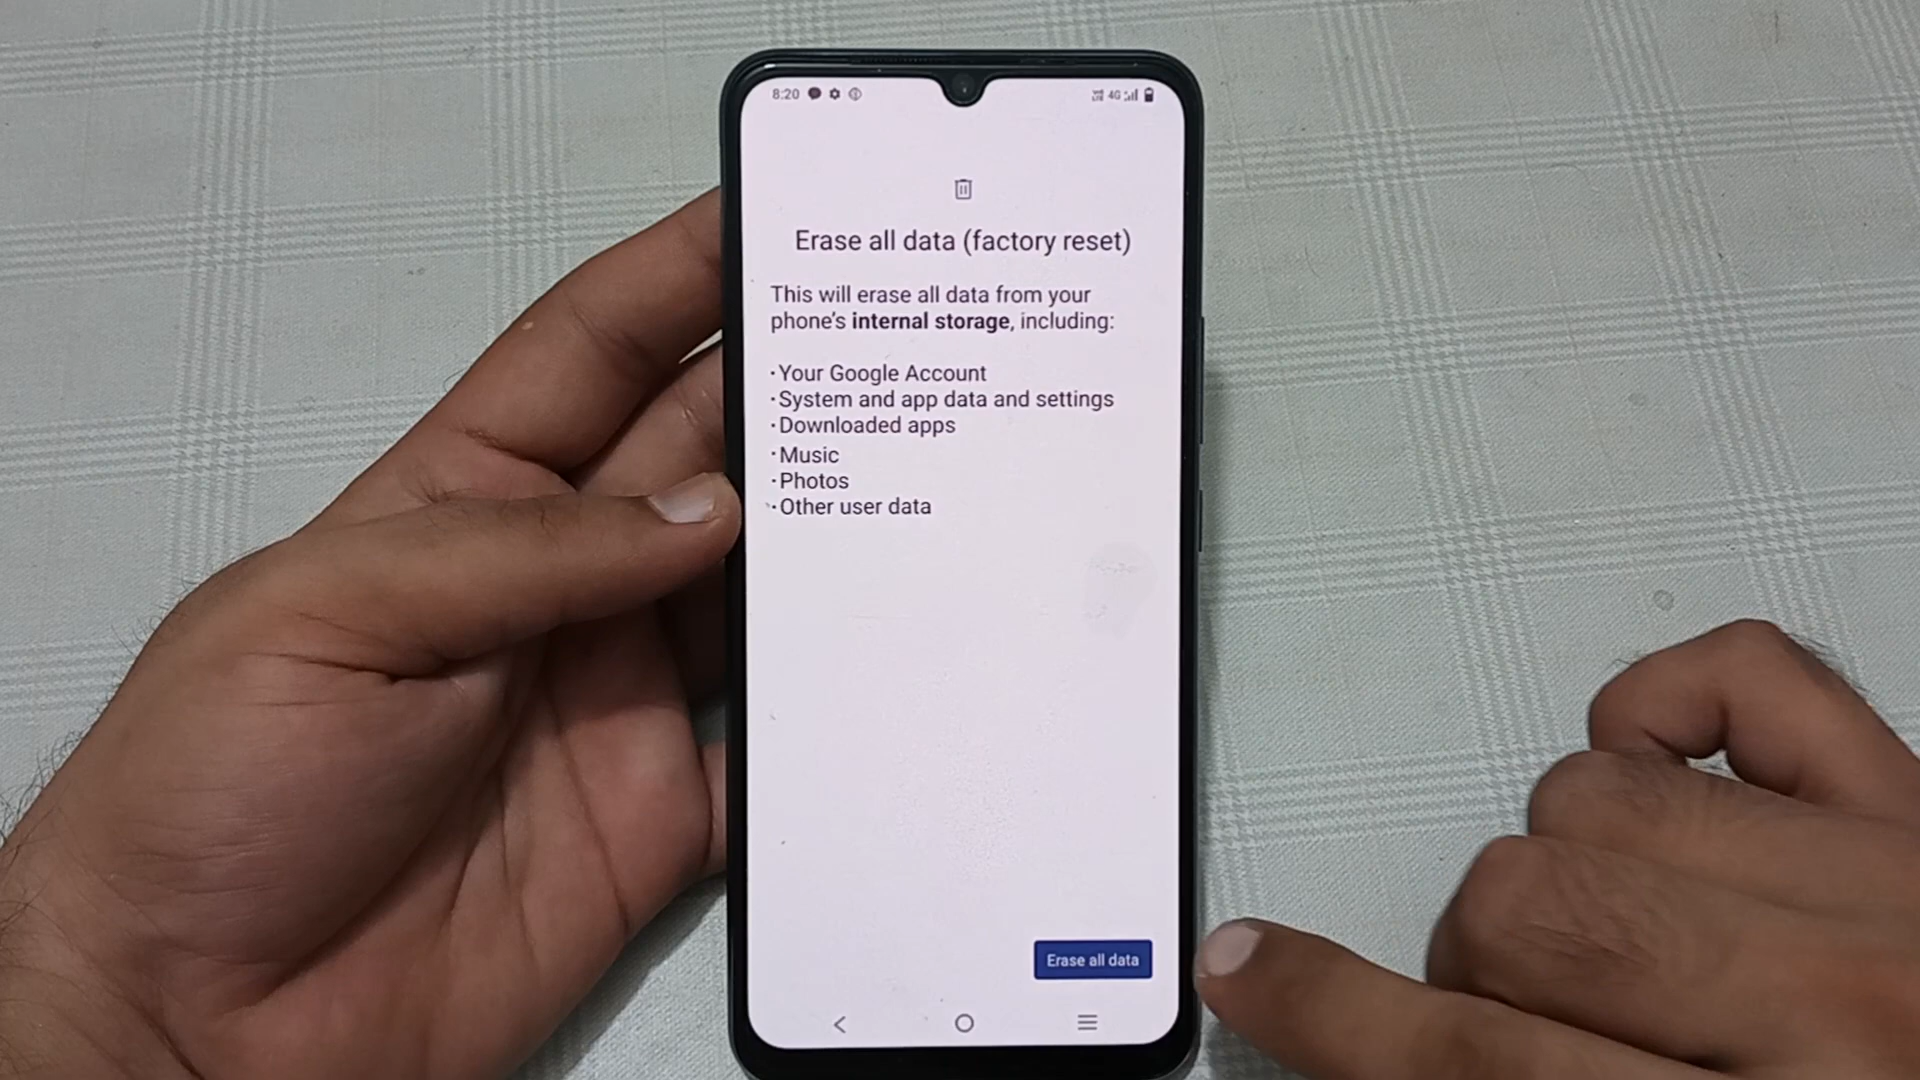 8:20 4G
Erase all data (factory reset)
This will erase all data from your
phone's internal storage, including:
·Your Google Account
·System and app data and settings
·Downloaded apps
·Music
·Photos
·Other user data
Erase all data